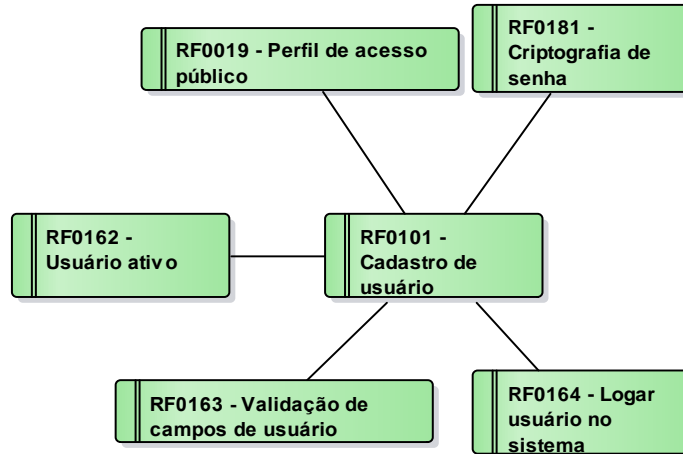 RF0019 - Perfil de acesso
público
RF0181 -
Criptografia de
senha
RF0162 -
Usuário ativo
RF0101 -
Cadastro de
usuário
RF0163 - Validação de
campos de usuário
RF0164 - Logar
usuário no
sistema